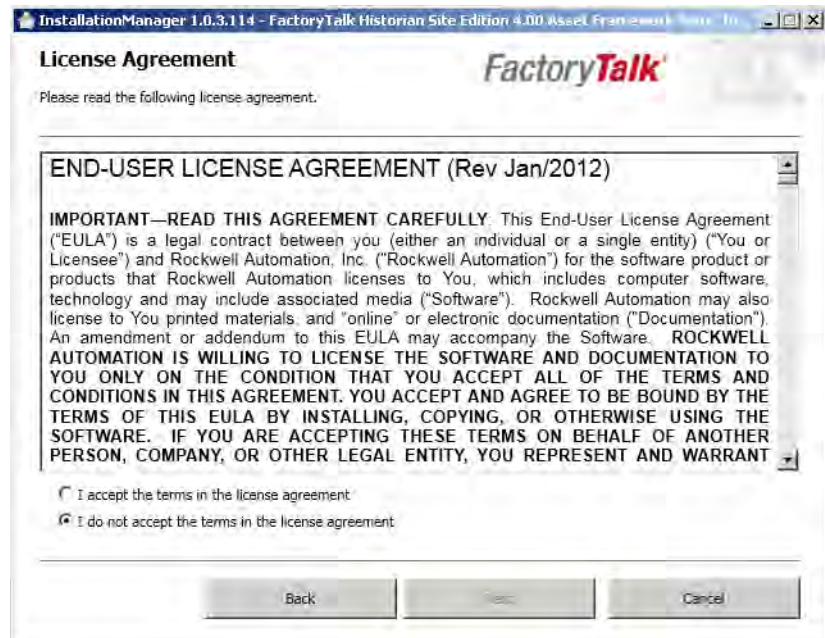 InstallationManager 1.0.3.114 - FactoryTalk Historian Site Edition 4.00 Asset Framework
License Agreement
FactoryTalk
Please read the following license agreement.
END-USER LICENSE AGREEMENT (Rev Jan/2012)
IMPORTANT—READ THIS AGREEMENT CAREFULLY: This End-User License Agreement
("EULA") is a legal contract between you (either an individual or a single entity) ("You or
Licensee") and Rockwell Automation, Inc. ("Rockwell Automation") for the software product or
products that Rockwell Automation licenses to You, which includes computer software,
technology and may include associated media ("Software"). Rockwell Automation may also
license to You printed materials, and "online" or electronic documentation ("Documentation").
An amendment or addendum to this EULA may accompany the Software. ROCKWELL
AUTOMATION IS WILLING TO LICENSE THE SOFTWARE AND DOCUMENTATION TO
YOU ONLY ON THE CONDITION THAT YOU ACCEPT ALL OF THE TERMS AND
CONDITIONS IN THIS AGREEMENT. YOU ACCEPT AND AGREE TO BE BOUND BY THE
TERMS OF THIS EULA BY INSTALLING, COPYING, OR OTHERWISE USING THE
SOFTWARE. IF YOU ARE ACCEPTING THESE TERMS ON BEHALF OF ANOTHER
PERSON, COMPANY, OR OTHER LEGAL ENTITY, YOU REPRESENT AND WARRANT
I accept the terms in the license agreement
I do not accept the terms in the license agreement
Back
Next
Cancel